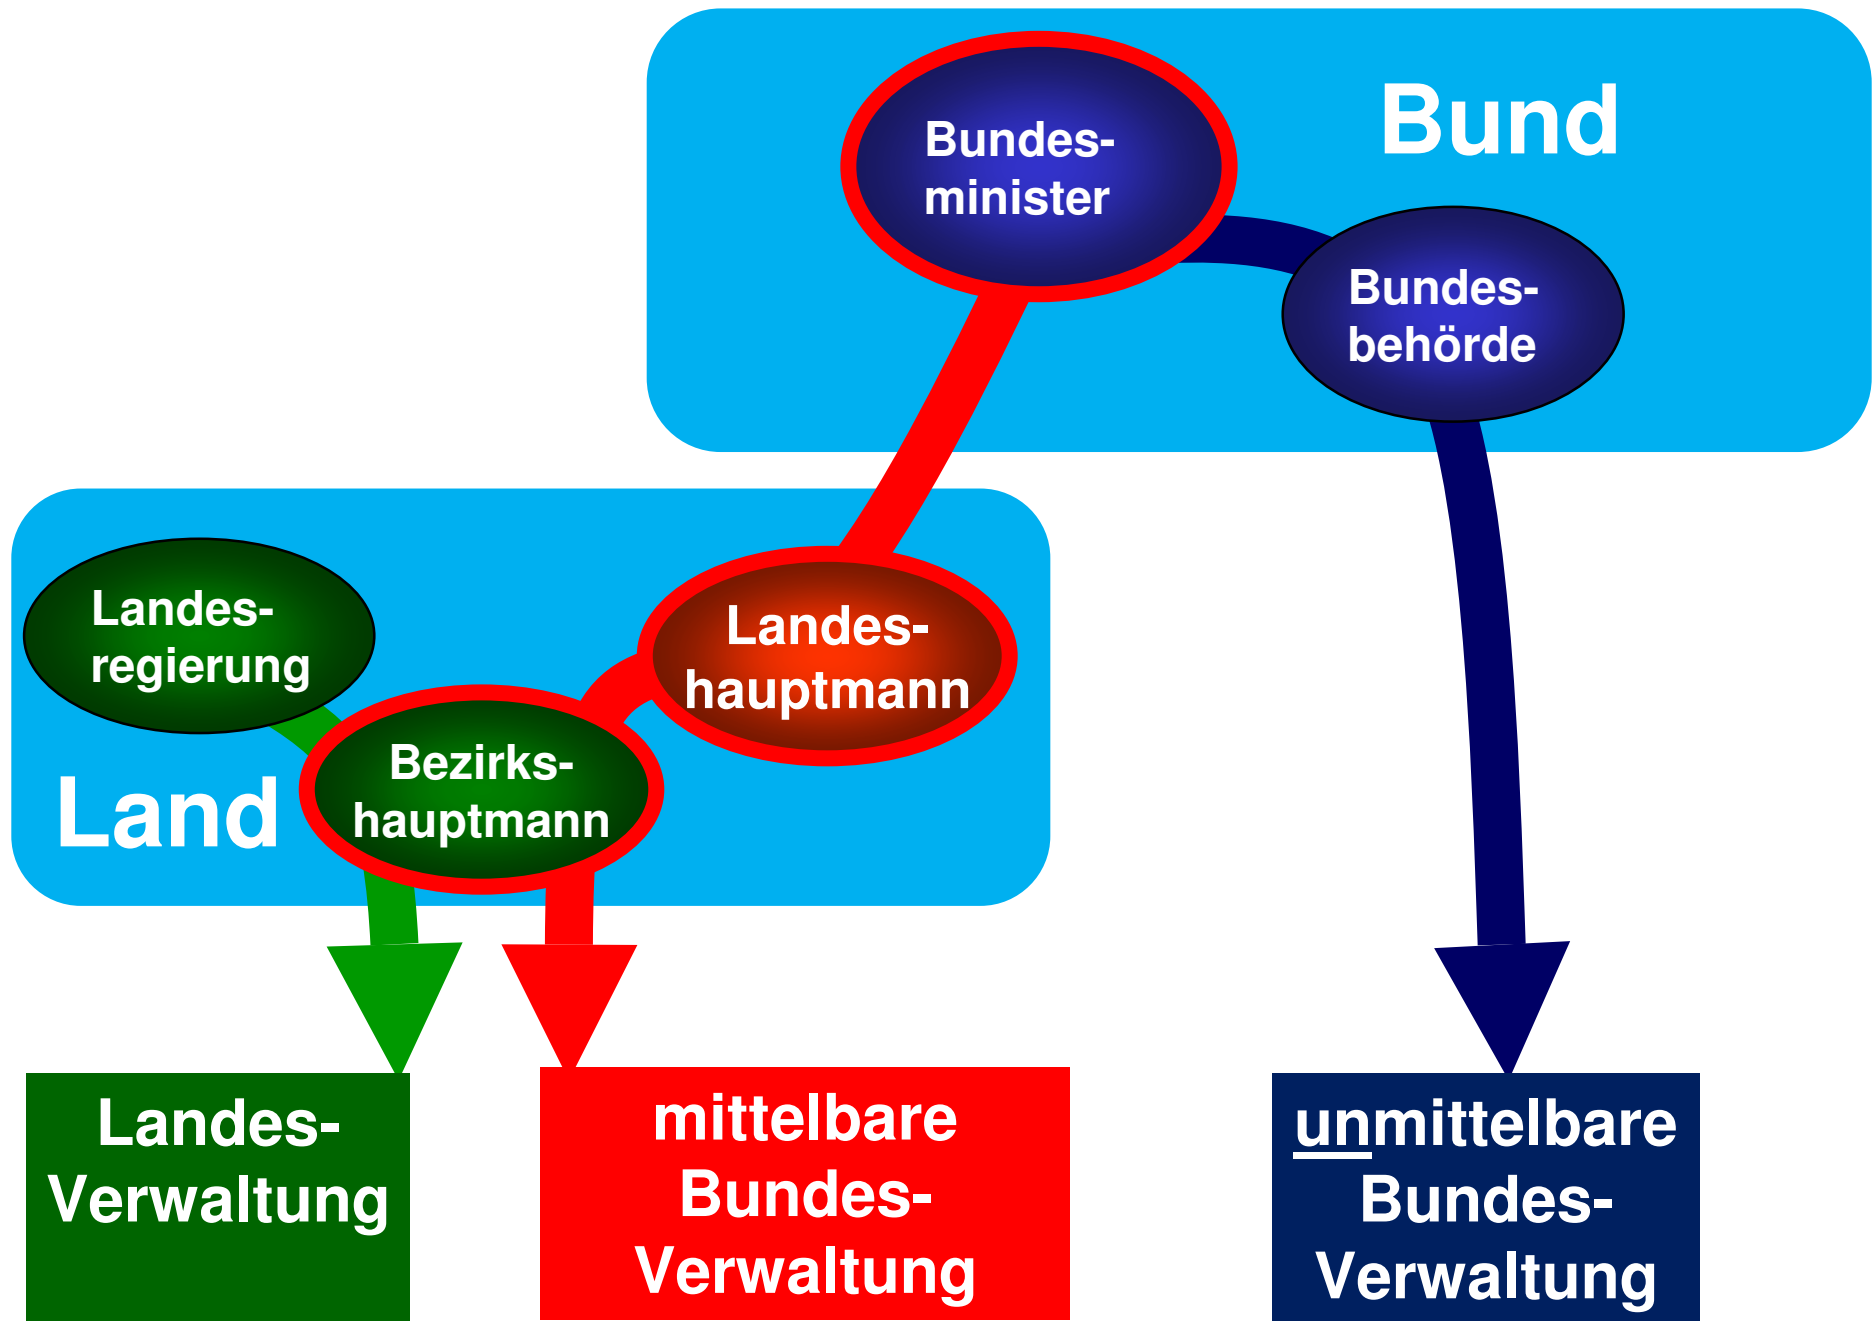 Bund
Bundes-
minister
Bundes-
behörde
Landes-
regierung
Landes-
hauptmann
Bezirks-
hauptmann
Land
Landes-
Verwaltung
mittelbare
Bundes-
Verwaltung
unmittelbare
Bundes-
Verwaltung